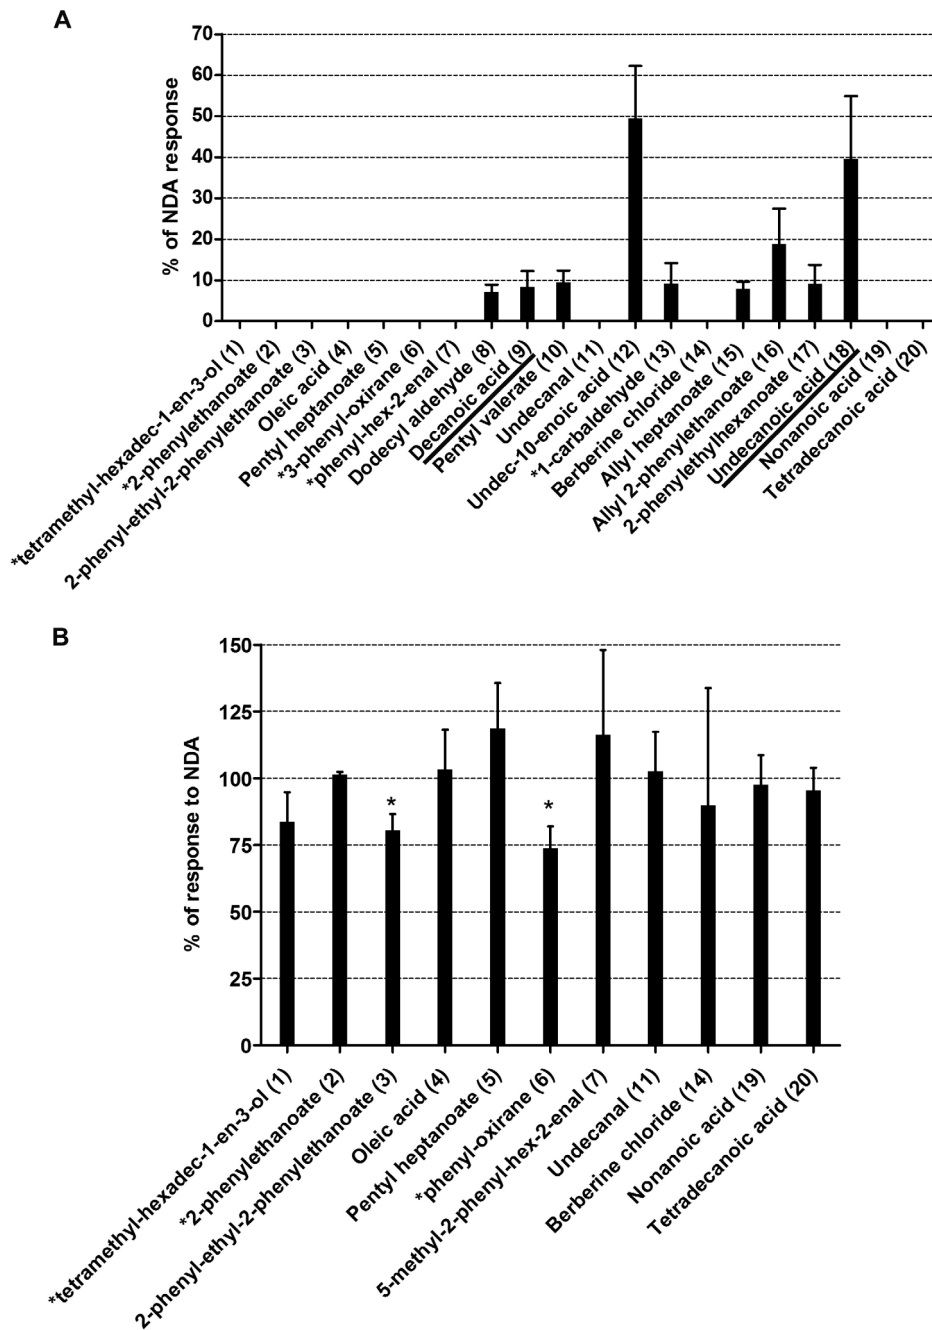 A
% of NDA response
70
60
50
40
30
20
10
0
*tetramethyl-hexadec-1-en-3-ol (1)
*2-phenylethanoate (2)
2-phenyl-ethyl-2-phenylethanoate (3)
Oleic acid (4)
Pentyl heptanoate (5)
*3-phenyl-oxirane (6)
*phenyl-hex-2-enal (7)
Dodecyl aldehyde (8)
Decanoic acid (9)
Pentyl valerate (10)
Undecanal (11)
Undec-10-enoic acid (12)
*1-carbaldehyde (13)
Berberine chloride (14)
Allyl heptanoate (15)
Allyl 2-phenylethanoate (16)
2-phenylethylhexanoate (17)
Undecanoic acid (18)
Nonanoic acid (19)
Tetradecanoic acid (20)
B
% of response to NDA
150
125
100
75
50
25
0
*
*
*tetramethyl-hexadec-1-en-3-ol (1)
*2-phenylethanoate (2)
2-phenyl-ethyl-2-phenylethanoate (3)
Oleic acid (4)
Pentyl heptanoate (5)
*phenyl-oxirane (6)
5-methyl-2-phenyl-hex-2-enal (7)
Undecanal (11)
Berberine chloride (14)
Nonanoic acid (19)
Tetradecanoic acid (20)